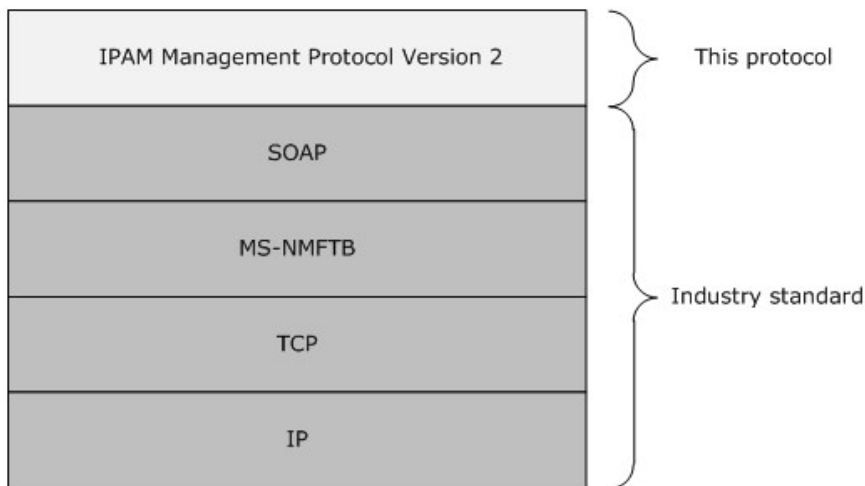 IPAM Management Protocol Version 2
This protocol
SOAP
MS-NMFTB
Industry standard
TCP
IP